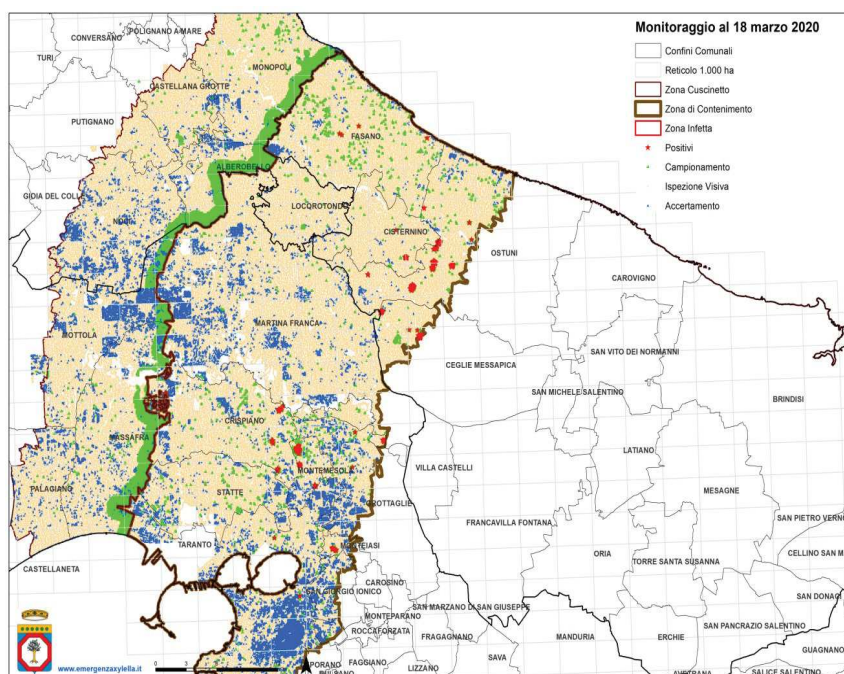 Monitoraggio al 18 marzo 2020
Confini Comunali
Reticolo 1.000 ha
Zona Cuscinetto
Zona di Contenimento
Zona Infetta
Positivi
Campionamento
Ispezione Visiva
Accertamento
POLIGNANO A MARE
CONVERSANO
TURI
MONOPOLI
CASTELLANA GROTTE
PUTIGNANO
FASANO
ALBEROBELLO
GIOIA DEL COLLE
LOCOROTONDO
NOCI
CISTERNINO
OSTUNI
CAROVIGNO
MARTINA FRANCA
MOTTOLA
SAN VITO DEI NORMANNI
CEGLIE MESSAPICA
SAN MICHELE SALENTINO
BRINDISI
CRISPIANO
MASSAFRA
LATIANO
MONTEMESOLA
VILLA CASTELLI
PALAGIANO
STATTE
MESAGNE
GROTTAGLIE
FRANCAVILLA FONTANA
SAN PIETRO VERNO
TARANTO
MONTEIASI
ORIA
CELLINO SAN M
CASTELLANETA
TORRE SANTA SUSANNA
CAROSINO
SAN GIORGIO IONICO
SAN DONACI
SAN MARZANO DI SAN GIUSEPPE
MONTEPARANO
SAN PANCRAZIO SALENTINO
ROCCAFORZATA
FRAGAGNANO
MANDURIA
ERCHIE
GUAGNANO
SAVA
FAGGIANO
LIZZANO
SALICE SALENTINO
www.emergenzaxylella.it